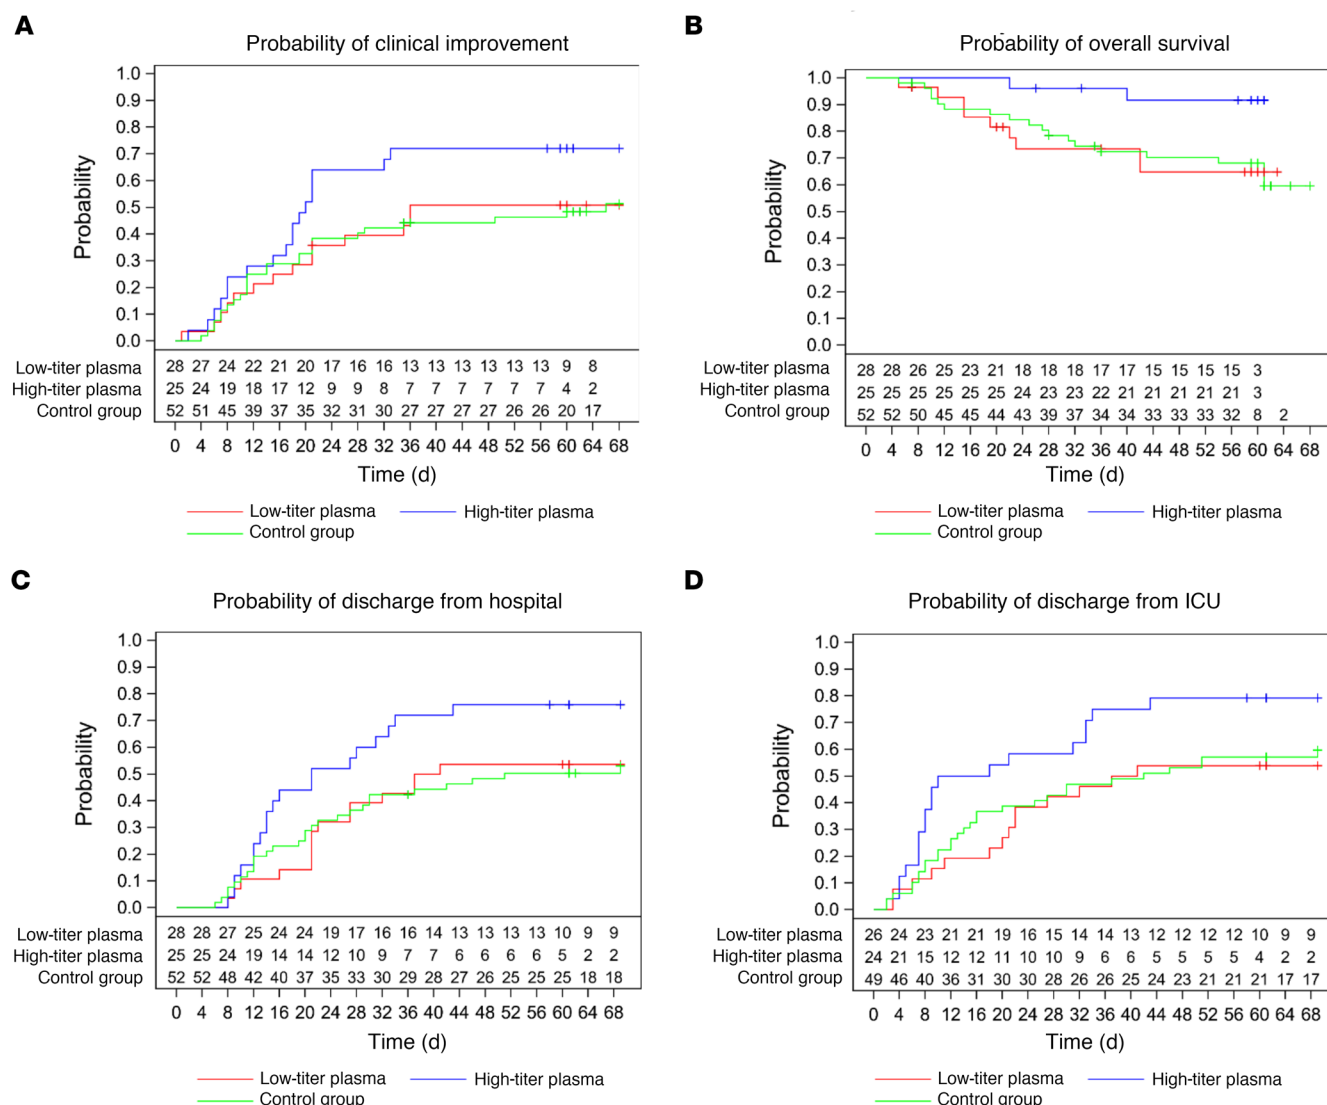 A
Probability of clinical improvement
Probability
1.0
0.9
0.8
0.7
0.6
0.5
0.4
0.3
0.2
0.1
0.0
Low-titer plasma 28 27 24 22 21 20 17 16 16 13 13 13 13 13 13 9 8
High-titer plasma 25 24 19 18 17 12 9 9 8 7 7 7 7 7 7 4 2
Control group 52 51 45 39 37 35 32 31 30 27 27 27 27 26 26 20 17
0 4 8 12 16 20 24 28 32 36 40 44 48 52 56 60 64 68
Time (d)
Low-titer plasma High-titer plasma
Control group
B
Probability of overall survival
Probability
1.0
0.9
0.8
0.7
0.6
0.5
0.4
0.3
0.2
0.1
0.0
Low-titer plasma 28 28 26 25 23 21 18 18 18 17 17 15 15 15 15 3
High-titer plasma 25 25 25 25 25 25 24 23 23 22 21 21 21 21 21 3
Control group 52 52 50 45 45 44 43 39 37 34 34 33 33 33 32 8 2
0 4 8 12 16 20 24 28 32 36 40 44 48 52 56 60 64 68
Time (d)
Low-titer plasma High-titer plasma
Control group
C
Probability of discharge from hospital
Probability
1.0
0.9
0.8
0.7
0.6
0.5
0.4
0.3
0.2
0.1
0.0
Low-titer plasma 28 28 27 25 24 24 19 17 16 16 14 13 13 13 13 10 9 9
High-titer plasma 25 25 24 19 14 14 12 10 9 7 7 6 6 6 6 5 2 2
Control group 52 52 48 42 40 37 35 33 30 29 28 27 26 25 25 25 18 18
0 4 8 12 16 20 24 28 32 36 40 44 48 52 56 60 64 68
Time (d)
Low-titer plasma High-titer plasma
Control group
D
Probability of discharge from ICU
Probability
1.0
0.9
0.8
0.7
0.6
0.5
0.4
0.3
0.2
0.1
0.0
Low-titer plasma 26 24 23 21 21 19 16 15 14 14 13 12 12 12 12 10 9 9
High-titer plasma 24 21 15 12 12 11 10 10 9 6 6 5 5 5 5 4 2 2
Control group 49 46 40 36 31 30 30 28 26 26 25 24 23 21 21 21 17 17
0 4 8 12 16 20 24 28 32 36 40 44 48 52 56 60 64 68
Time (d)
Low-titer plasma High-titer plasma
Control group